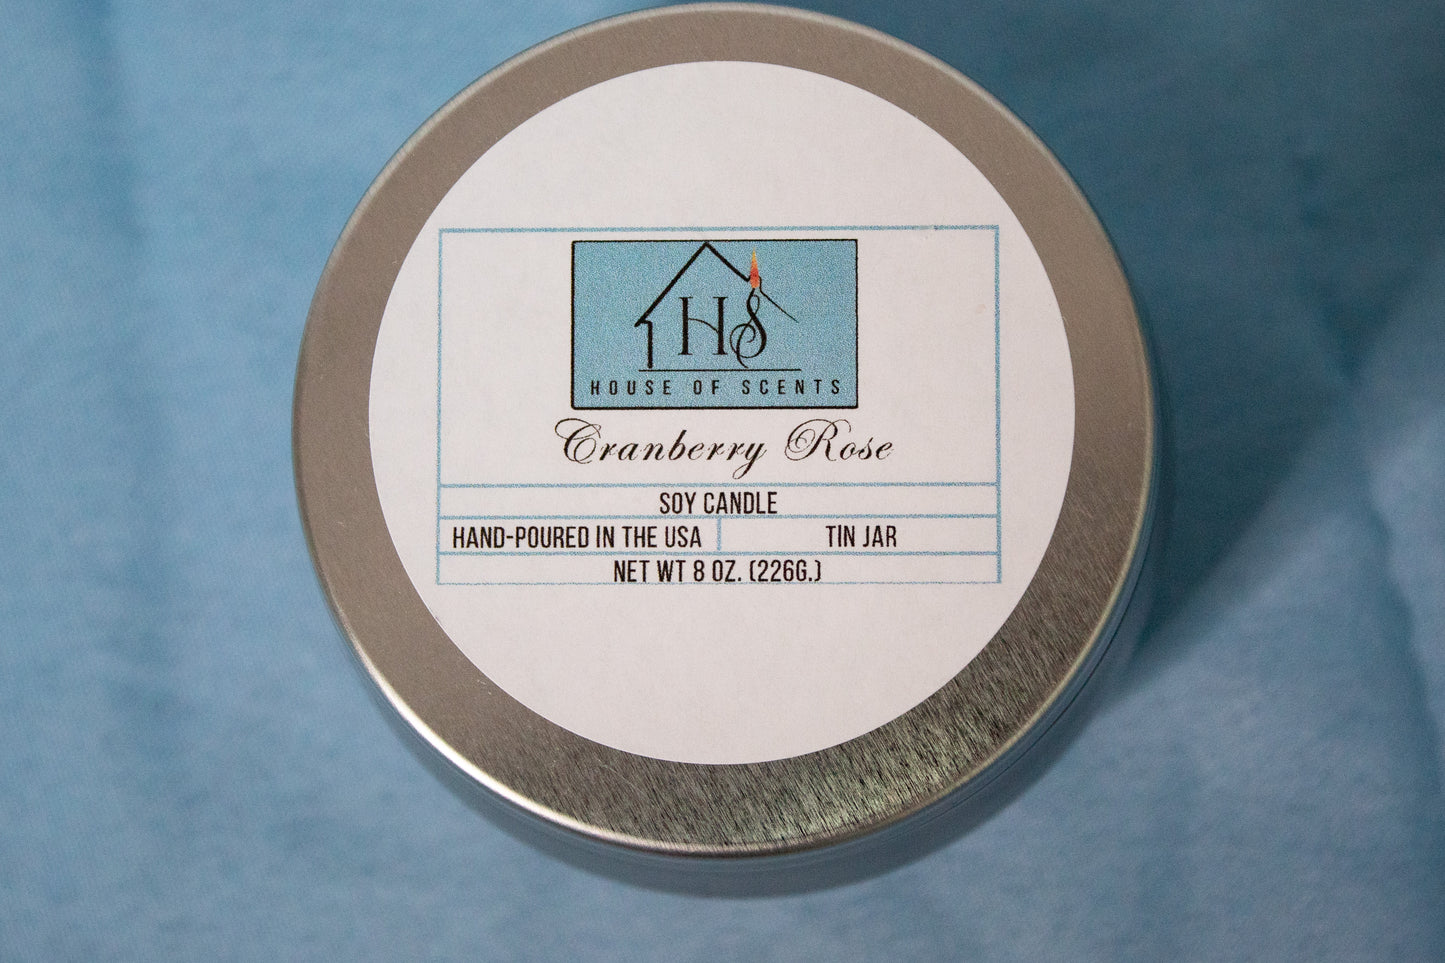 HS
HOUSE OF SCENTS
Cranberry Rose
SOY CANDLE
HAND-POURED IN THE USA
TIN JAR
NET WT 8 OZ. (226G.)